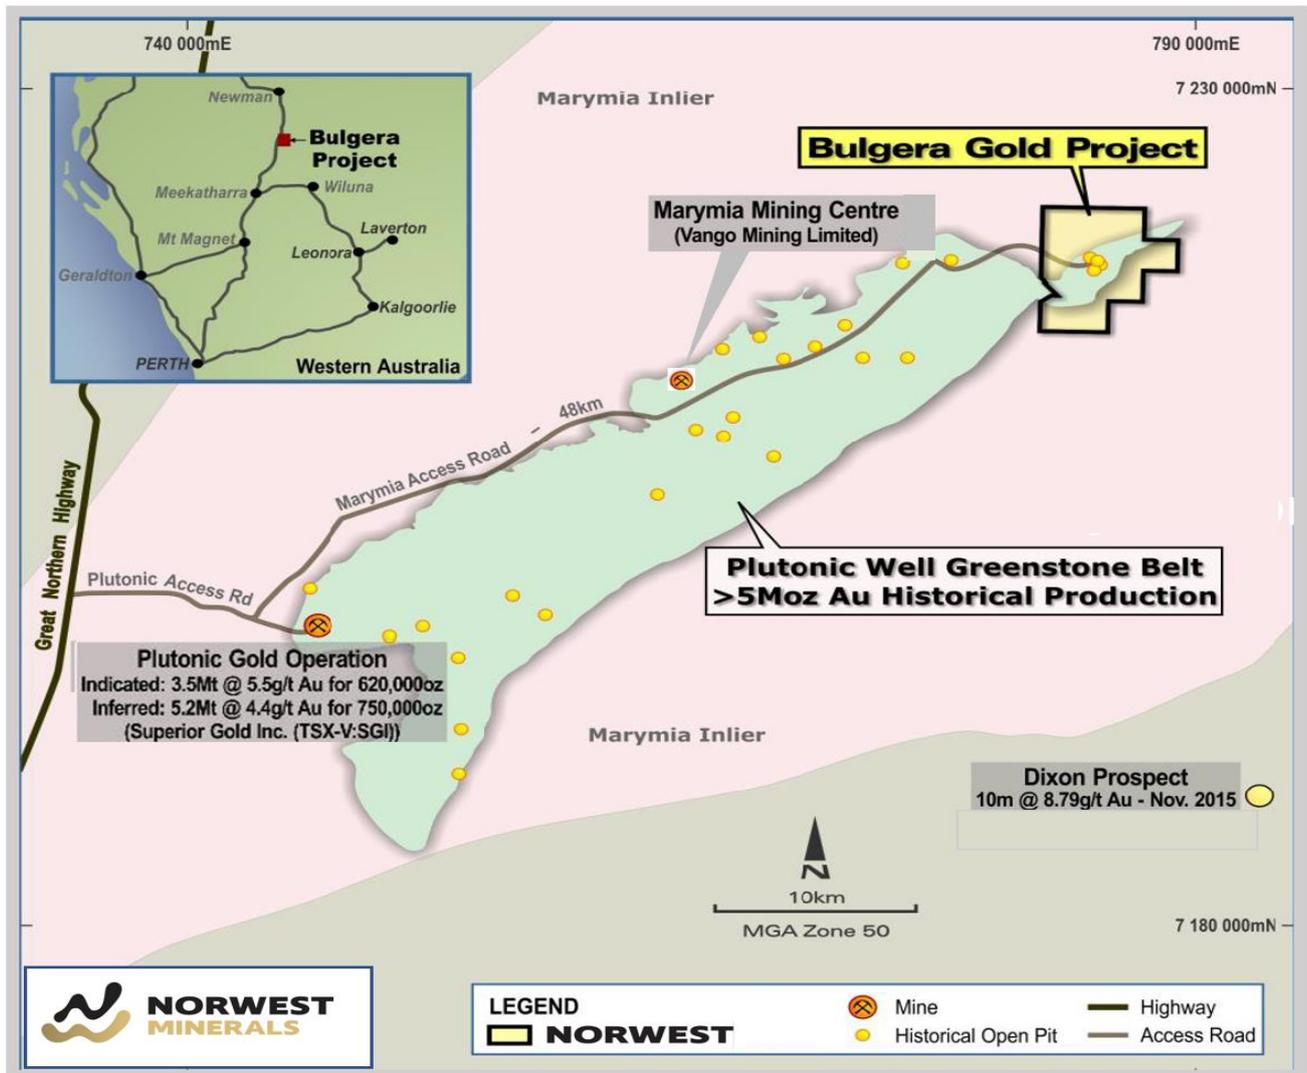 740 000mE
790 000mE
7 230 000mN
Marymia Inlier
Newman
Bulgera
Project
Meekatharra
Wiluna
Mt Magnet
Laverton
Leonora
Geraldton
Kalgoorlie
PERTH
Western Australia
Bulgera Gold Project
Marymia Mining Centre
(Vango Mining Limited)
Marymia Access Road - 48km
Great Northern Highway
Plutonic Access Rd
Plutonic Well Greenstone Belt
>5Moz Au Historical Production
Plutonic Gold Operation
Indicated: 3.5Mt @ 5.5g/t Au for 620,000oz
Inferred: 5.2Mt @ 4.4g/t Au for 750,000oz
(Superior Gold Inc. (TSX-V:SGI))
Marymia Inlier
Dixon Prospect
10m @ 8.79g/t Au - Nov. 2015
N
10km
MGA Zone 50
7 180 000mN
NORWEST
MINERALS
LEGEND
NORWEST
Mine
Historical Open Pit
Highway
Access Road